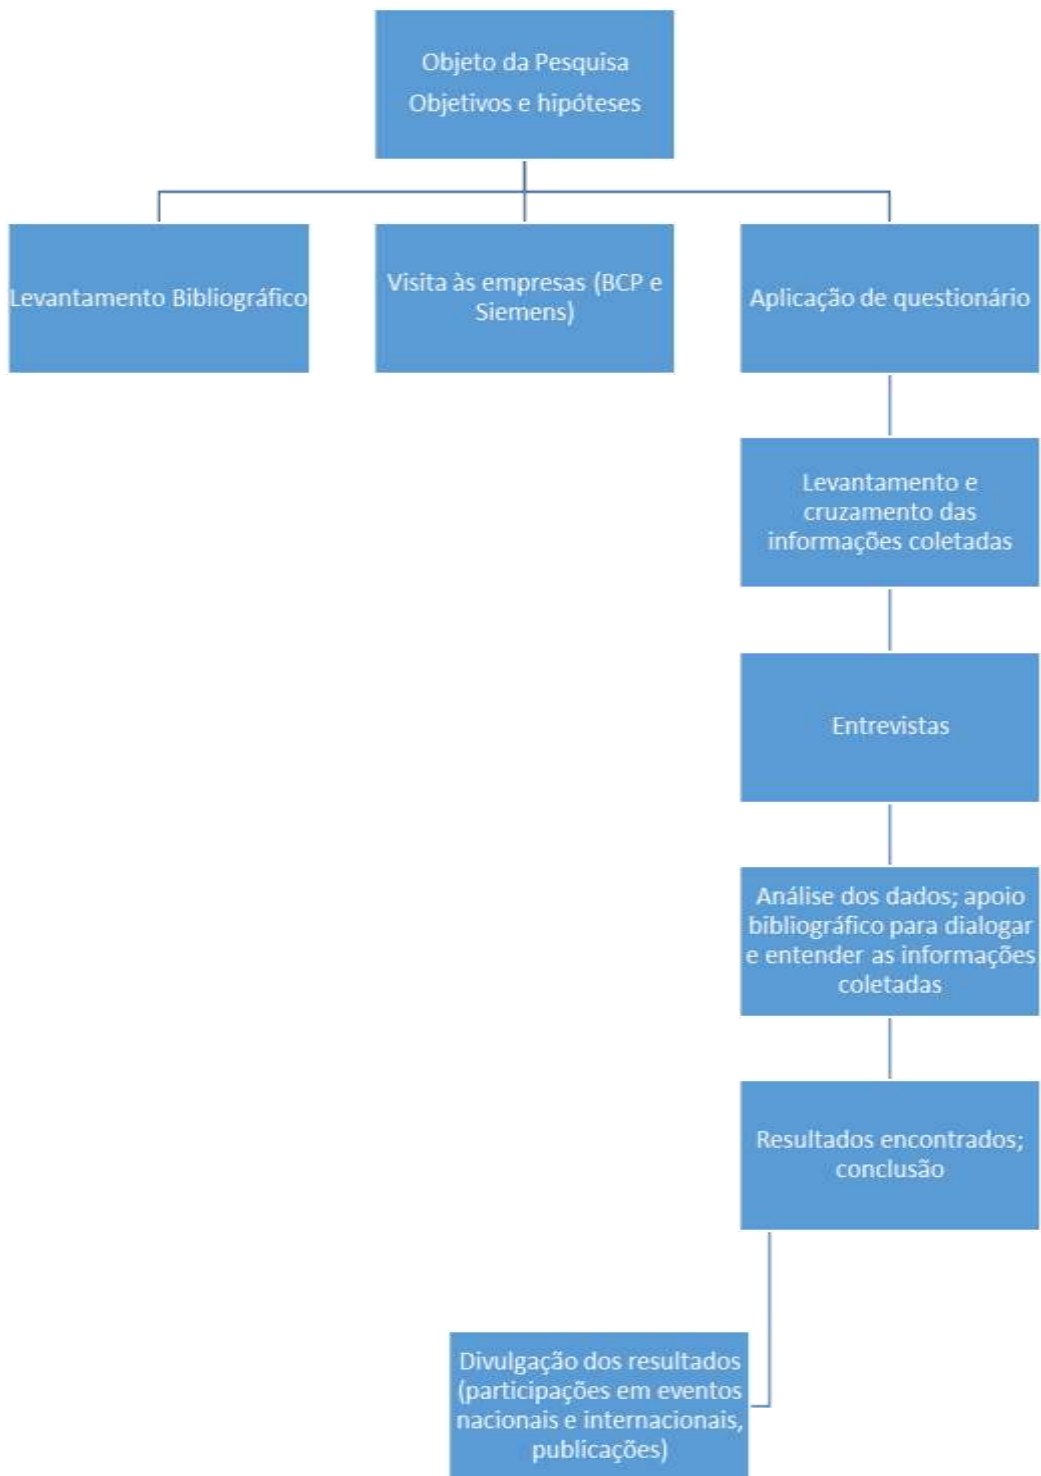 Objeto da Pesquisa
Objetivos e hipóteses
Levantamento Bibliográfico
Visita às empresas (BCP e
Siemens)
Aplicação de questionário
Levantamento e
cruzamento das
informações coletadas
Entrevistas
Análise dos dados; apoio
bibliográfico para dialogar
e entender as informações
coletadas
Resultados encontrados;
conclusão
Divulgação dos resultados
(participações em eventos
nacionais e internacionais,
publicações)